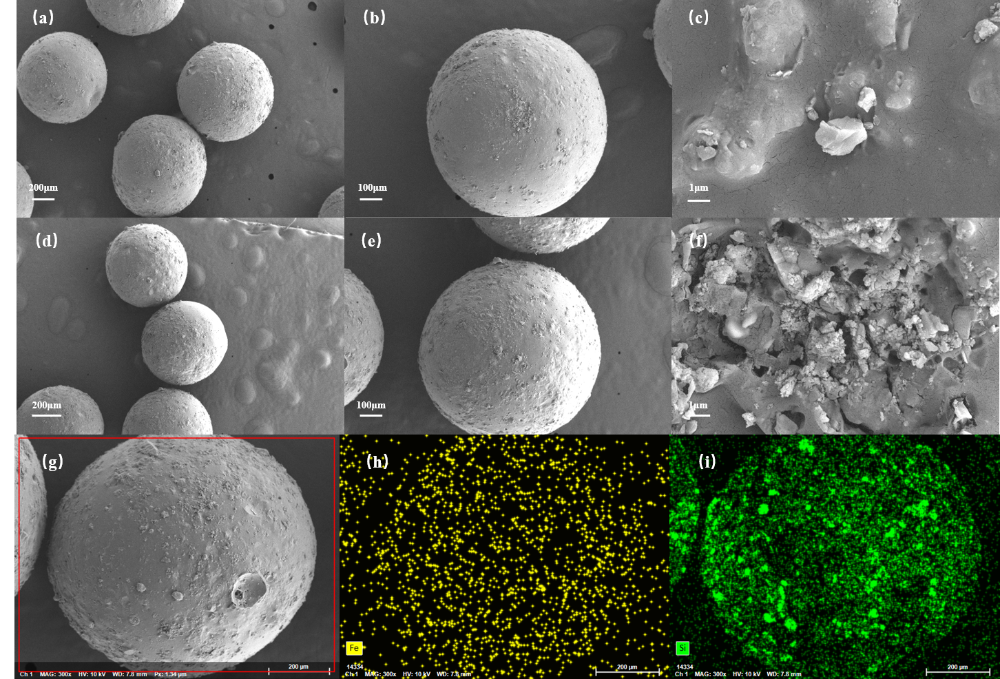 (a)
200μm
(b)
100μm
(c)
1μm
(d)
200μm
(e)
100μm
(f)
1μm
(g)
200 µm
Ch 1 MAG: 300x HV: 10 kV WD: 7.8 mm Px: 1.34 µm
(h)
Fe
14334
200 µm
Ch 1 MAG: 300x HV: 10 kV WD: 7.8 mm
(i)
Si
14334
200 µm
Ch 1 MAG: 300x HV: 10 kV WD: 7.8 mm